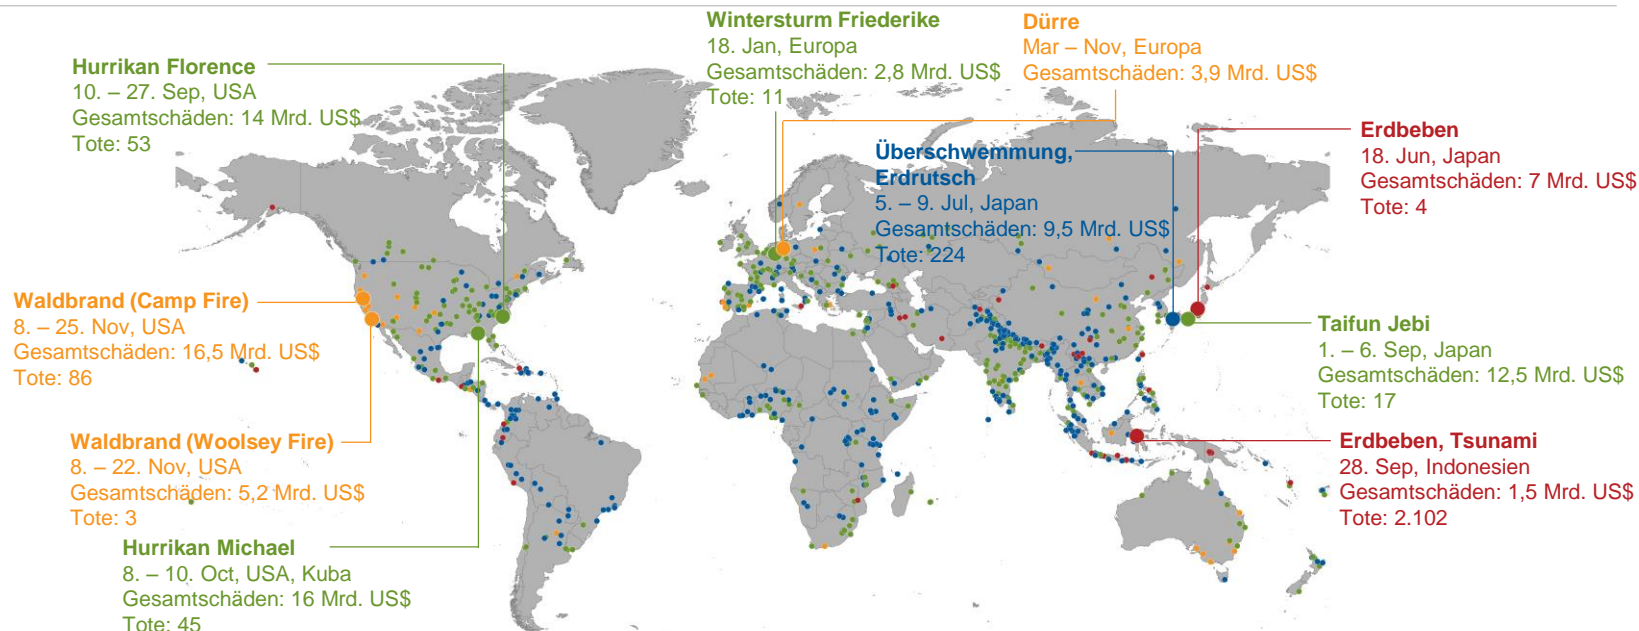 Wintersturm Friederike
18. Jan, Europa
Gesamtschäden: 2,8 Mrd. US$
Tote: 11
Dürre
Mar – Nov, Europa
Gesamtschäden: 3,9 Mrd. US$
Hurrikan Florence
10. – 27. Sep, USA
Gesamtschäden: 14 Mrd. US$
Tote: 53
Überschwemmung,
Erdrutsch
5. – 9. Jul, Japan
Gesamtschäden: 9,5 Mrd. US$
Tote: 224
Erdbeben
18. Jun, Japan
Gesamtschäden: 7 Mrd. US$
Tote: 4
Waldbrand (Camp Fire)
8. – 25. Nov, USA
Gesamtschäden: 16,5 Mrd. US$
Tote: 86
Taifun Jebi
1. – 6. Sep, Japan
Gesamtschäden: 12,5 Mrd. US$
Tote: 17
Waldbrand (Woolsey Fire)
8. – 22. Nov, USA
Gesamtschäden: 5,2 Mrd. US$
Tote: 3
Erdbeben, Tsunami
28. Sep, Indonesien
Gesamtschäden: 1,5 Mrd. US$
Tote: 2.102
Hurrikan Michael
8. – 10. Oct, USA, Kuba
Gesamtschäden: 16 Mrd. US$
Tote: 45